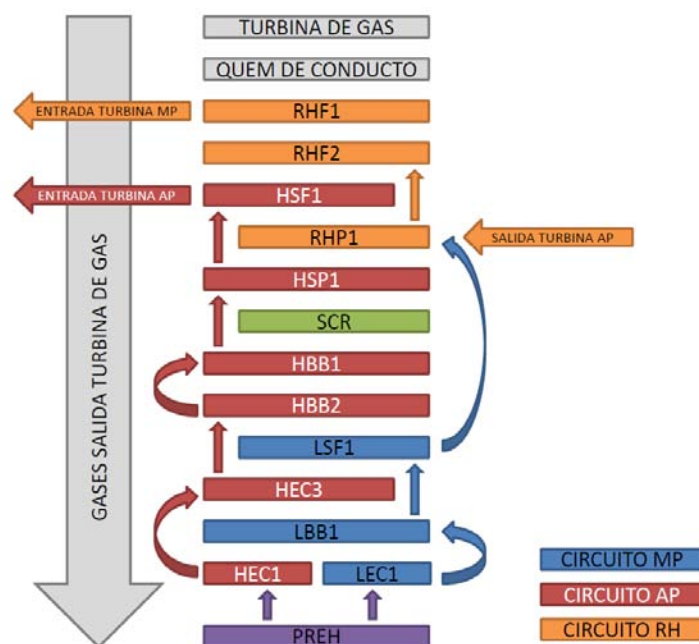 TURBINA DE GAS
QUEM DE CONDUCTO
ENTRADA TURBINA MP
RHF1
RHF2
ENTRADA TURBINA AP
HSF1
RHP1
SALIDA TURBINA AP
HSP1
SCR
HBB1
HBB2
LSF1
HEC3
LBB1
HEC1
LEC1
PREH
GASES SALIDA TURBINA DE GAS
CIRCUITO MP
CIRCUITO AP
CIRCUITO RH